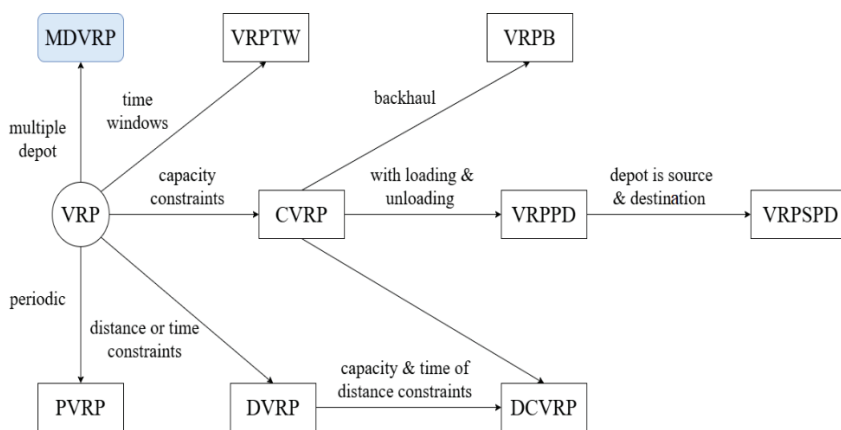 MDVRP
VRPTW
VRPB
time
windows
backhaul
multiple
depot
capacity
constraints
with loading &
unloading
depot is source
& destination
VRP
CVRP
VRPPD
VRPSPD
periodic
distance or time
constraints
capacity & time of
distance constraints
PVRP
DVRP
DCVRP